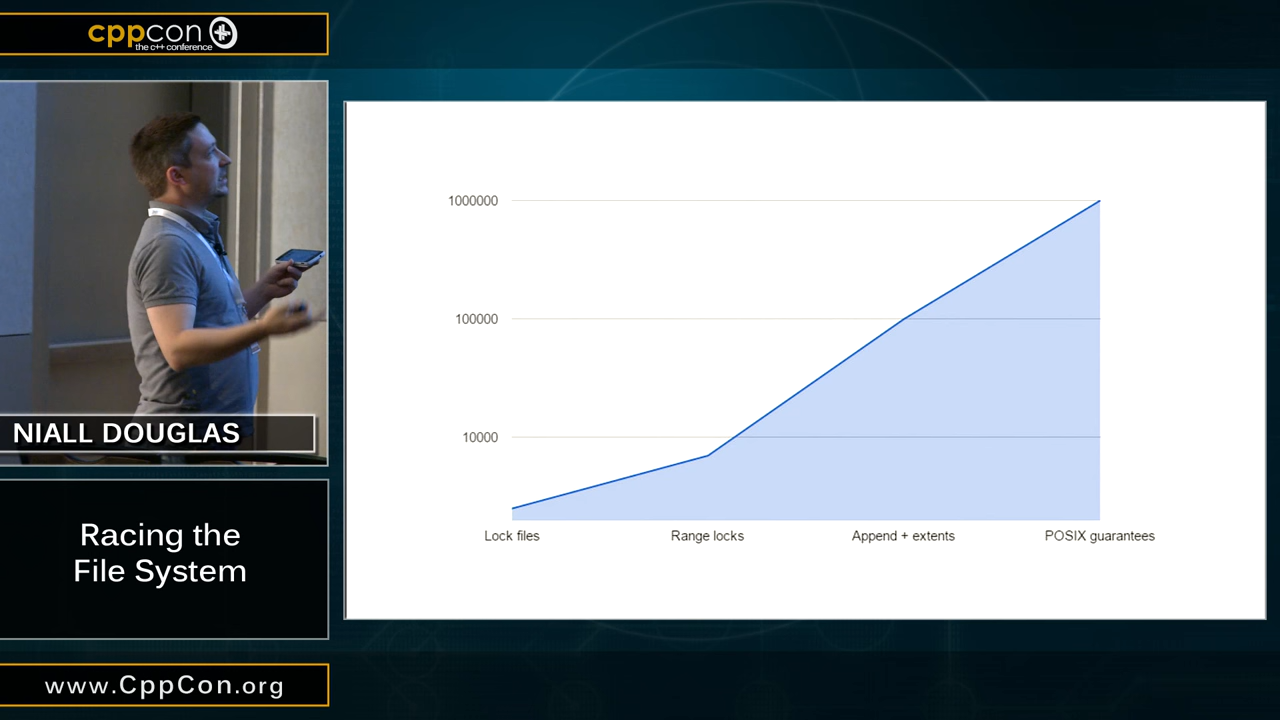 cppcon
the c++ conference
NIALL DOUGLAS
Racing the
File System
www.CppCon.org
1000000
100000
10000
Lock files
Range locks
Append + extents
POSIX guarantees